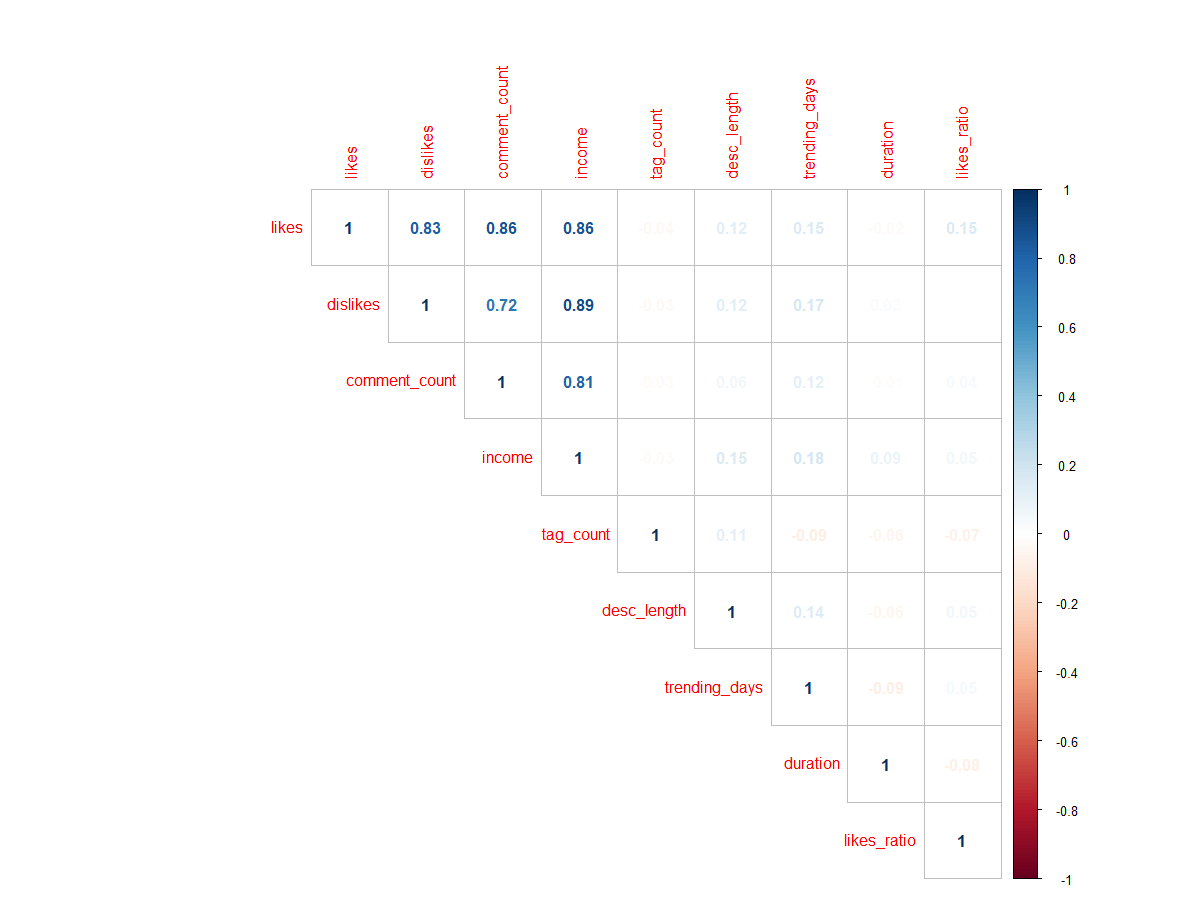 likes dislikes comment_count income tag_count desc_length trending_days duration likes_ratio
likes 1 0.83 0.86 0.86 -0.04 0.12 0.15 -0.02 0.15
dislikes 1 0.72 0.89 -0.03 0.12 0.17 0.03
comment_count 1 0.81 0.06 0.12 0.04
income 1 -0.03 0.15 0.18 0.09 0.05
tag_count 1 0.11 -0.09 -0.06 -0.07
desc_length 1 0.14 -0.06 0.05
trending_days 1 -0.09 0.05
duration 1 -0.08
likes_ratio 1
1
0.8
0.6
0.4
0.2
0
-0.2
-0.4
-0.6
-0.8
-1